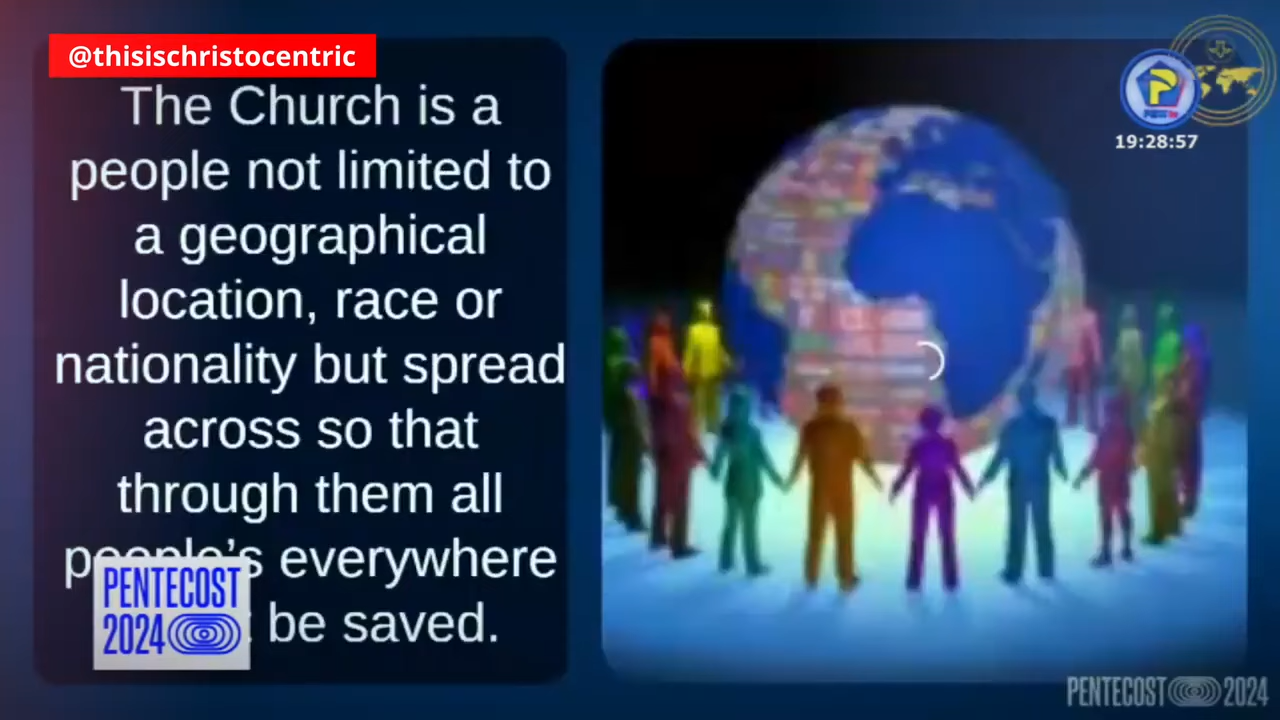 @thisischristocentric
The Church is a
people not limited to
a geographical
location, race or
nationality but spread
across so that
through them all
people's everywhere
be saved.
PENTECOST
2024
19:28:57
PENTECOST 2024